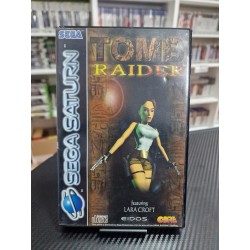 SEGA
TOMB
RAIDER
SEGA SATURN
featuring
LARA CROFT
EIDOS